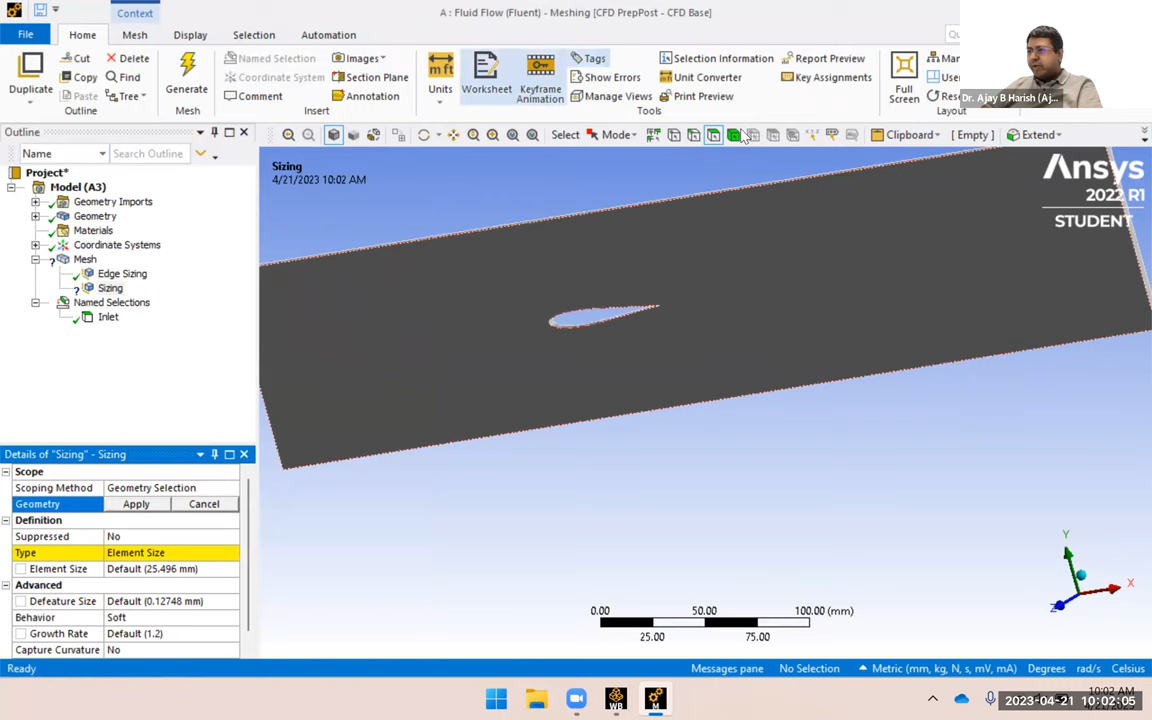 Context
A : Fluid Flow (Fluent) - Meshing [CFD PrepPost - CFD Base]
File
Home
Mesh
Display
Selection
Automation
Duplicate
Cut
Delete
Copy
Find
Paste
Tree
Outline
Generate
Mesh
Named Selection
Coordinate System
Comment
Images
Section Plane
Annotation
Insert
Units
Worksheet
Keyframe
Animation
Tags
Show Errors
Manage Views
Selection Information
Unit Converter
Print Preview
Report Preview
Key Assignments
Tools
Full
Screen
Layout
Dr. Ajay B Harish (Aj...
Outline
Select
Mode
Clipboard
[ Empty ]
Extend
Name
Search Outline
Project*
Model (A3)
Geometry Imports
Geometry
Materials
Coordinate Systems
Mesh
Edge Sizing
Sizing
Named Selections
Inlet
Sizing
4/21/2023 10:02 AM
Ansys
2022 R1
STUDENT
Details of "Sizing" - Sizing
Scope
Scoping Method Geometry Selection
Geometry Apply Cancel
Definition
Suppressed No
Type Element Size
Element Size Default (25.496 mm)
Advanced
Defeature Size Default (0.12748 mm)
Behavior Soft
Growth Rate Default (1.2)
Capture Curvature No
0.00 50.00 100.00 (mm)
25.00 75.00
Y
X
Z
Ready
Messages pane
No Selection
Metric (mm, kg, N, s, mV, mA)
Degrees
rad/s
Celsius
WB
M
10:02 AM
2023-04-21 10:02:05